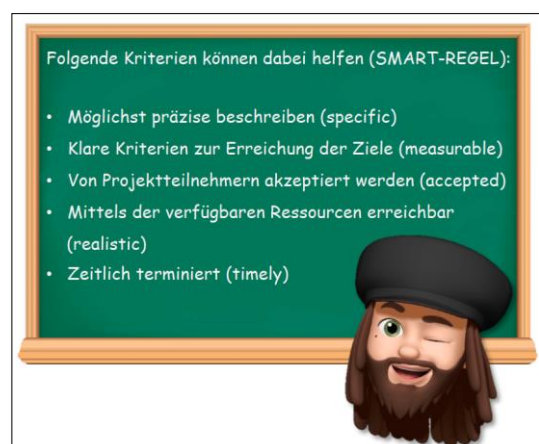 Folgende Kriterien können dabei helfen (SMART-REGEL):
• Möglichst präzise beschreiben (specific)
• Klare Kriterien zur Erreichung der Ziele (measurable)
• Von Projektteilnehmern akzeptiert werden (accepted)
• Mittels der verfügbaren Ressourcen erreichbar
(realistic)
• Zeitlich terminiert (timely)